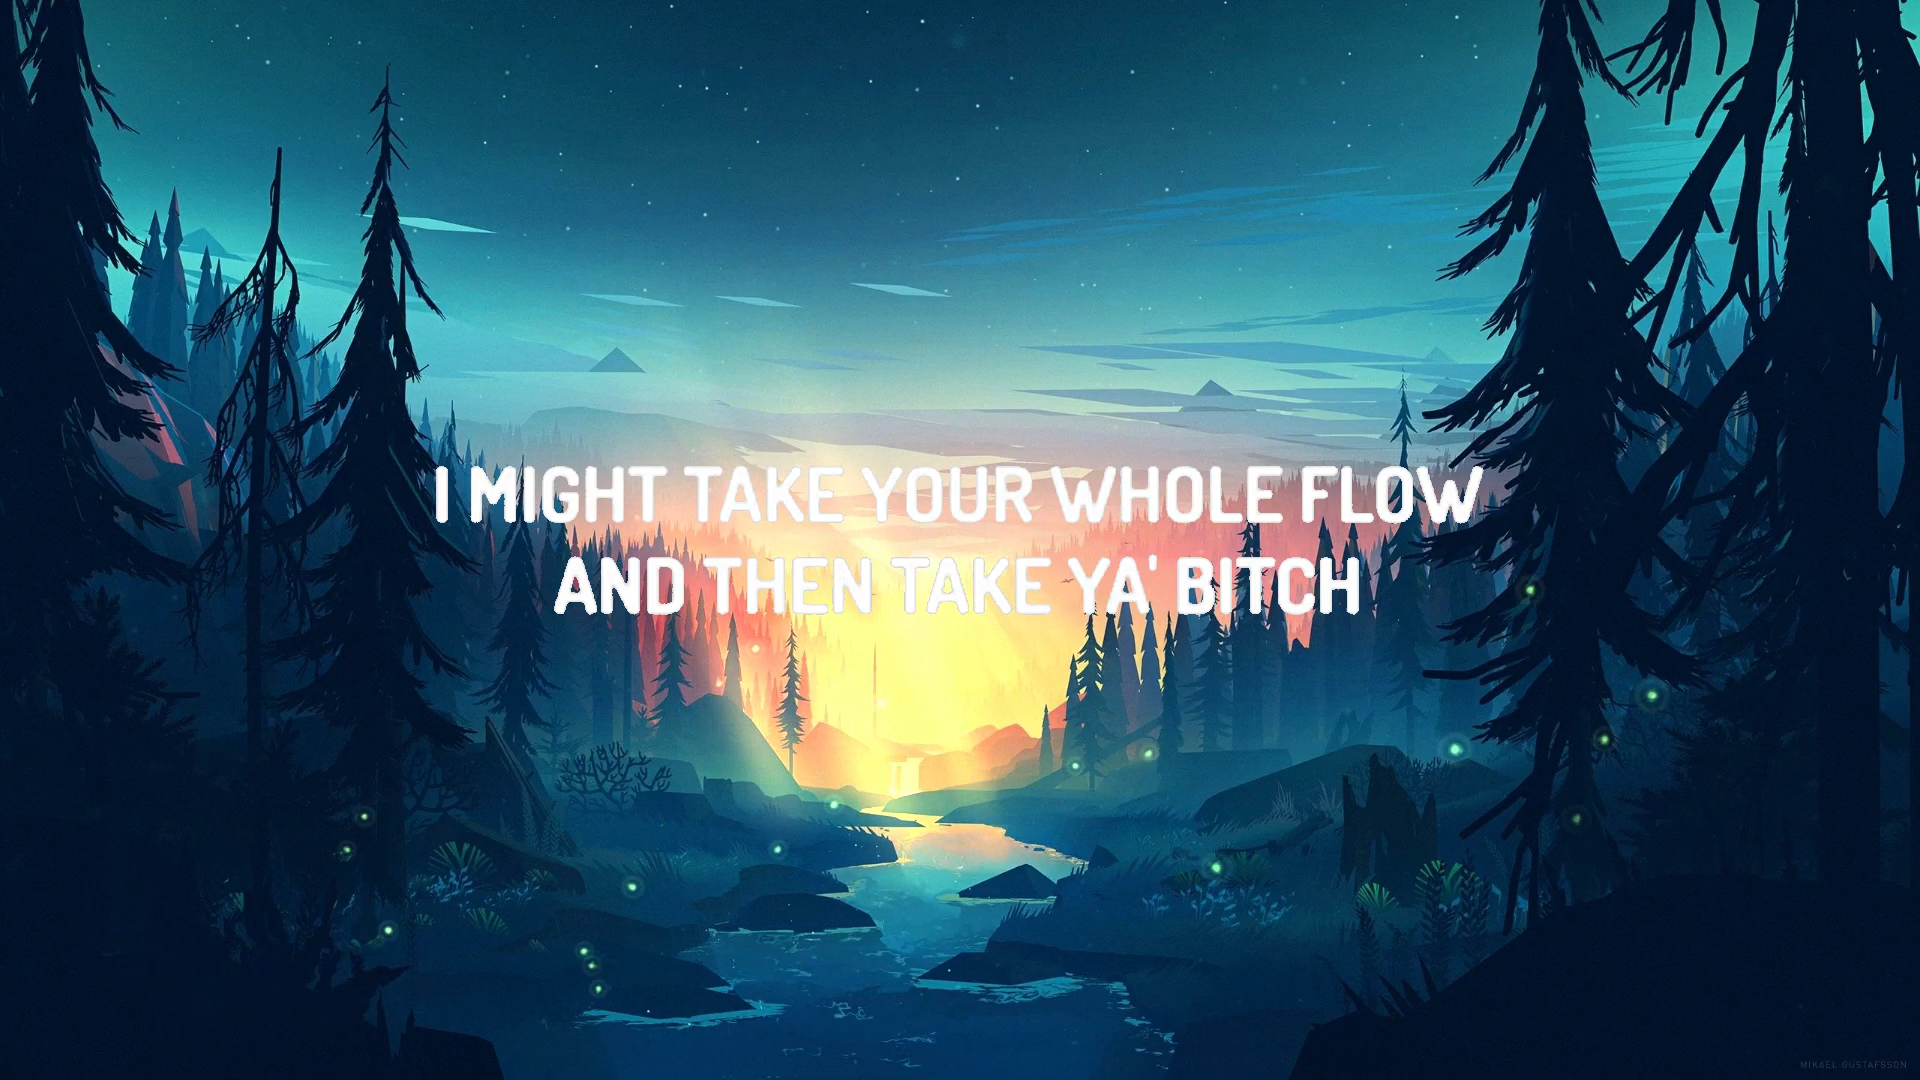 I MIGHT TAKE YOUR WHOLE FLOW
AND THEN TAKE YA' BITCH
MIKAEL GUSTAFSSON